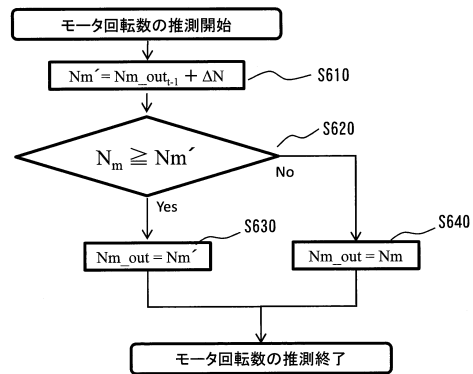 モータ回転数の推測開始
Nm´= Nm_outt-1 + ΔN
S610
Nm ≧ Nm´
S620
No
Yes
S630
Nm_out = Nm´
S640
Nm_out = Nm
モータ回転数の推測終了